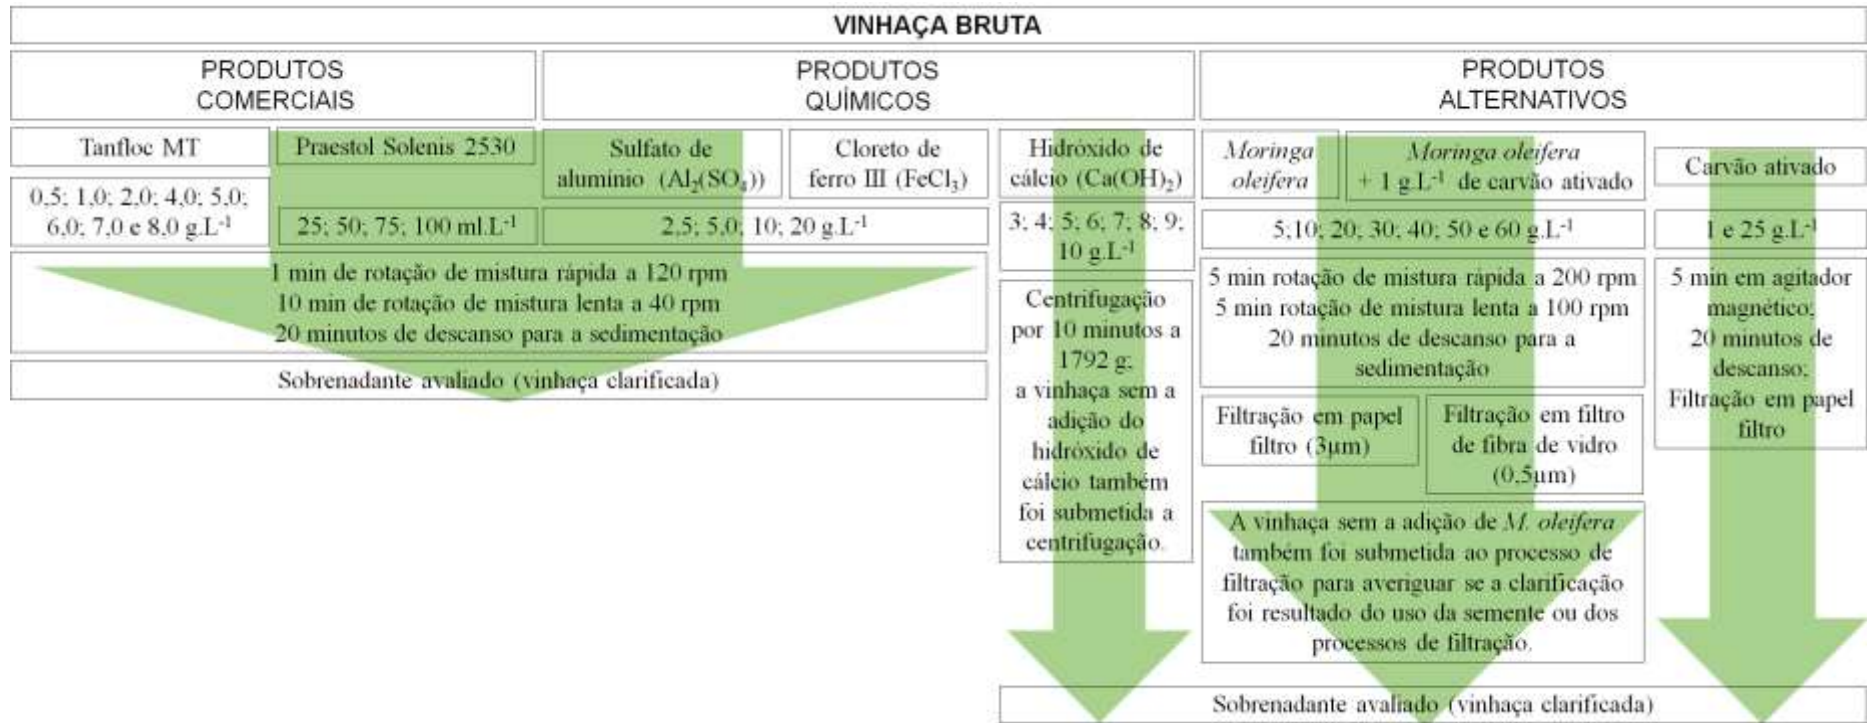 VINHAÇA BRUTA
PRODUTOS
COMERCIAIS
PRODUTOS
QUÍMICOS
PRODUTOS
ALTERNATIVOS
Tanfloc MT
Praestol Solenis 2530
Sulfato de
alumínio (Al₂(SO₄))
Cloreto de
ferro III (FeCl₃)
Hidróxido de
cálcio (Ca(OH)₂)
Moringa
oleifera
Moringa oleifera
+ 1 g.L⁻¹ de carvão ativado
Carvão ativado
0,5; 1,0; 2,0; 4,0; 5,0;
6,0; 7,0 e 8,0 g.L⁻¹
25; 50; 75; 100 ml.L⁻¹
2,5; 5,0; 10; 20 g.L⁻¹
3; 4; 5; 6; 7; 8; 9;
10 g.L⁻¹
5;10; 20; 30; 40; 50 e 60 g.L⁻¹
1 e 25 g.L⁻¹
1 min de rotação de mistura rápida a 120 rpm
10 min de rotação de mistura lenta a 40 rpm
20 minutos de descanso para a sedimentação
Sobrenadante avaliado (vinhaça clarificada)
Centrifugação
por 10 minutos a
1792 g;
a vinhaça sem a
adição do
hidróxido de
cálcio também
foi submetida a
centrifugação.
5 min rotação de mistura rápida a 200 rpm
5 min rotação de mistura lenta a 100 rpm
20 minutos de descanso para a
sedimentação
Filtração em papel
filtro (3µm)
Filtração em filtro
de fibra de vidro
(0,5µm)
A vinhaça sem a adição de M. oleifera
também foi submetida ao processo de
filtração para averiguar se a clarificação
foi resultado do uso da semente ou dos
processos de filtração.
5 min em agitador
magnético;
20 minutos de
descanso;
Filtração em papel
filtro
Sobrenadante avaliado (vinhaça clarificada)